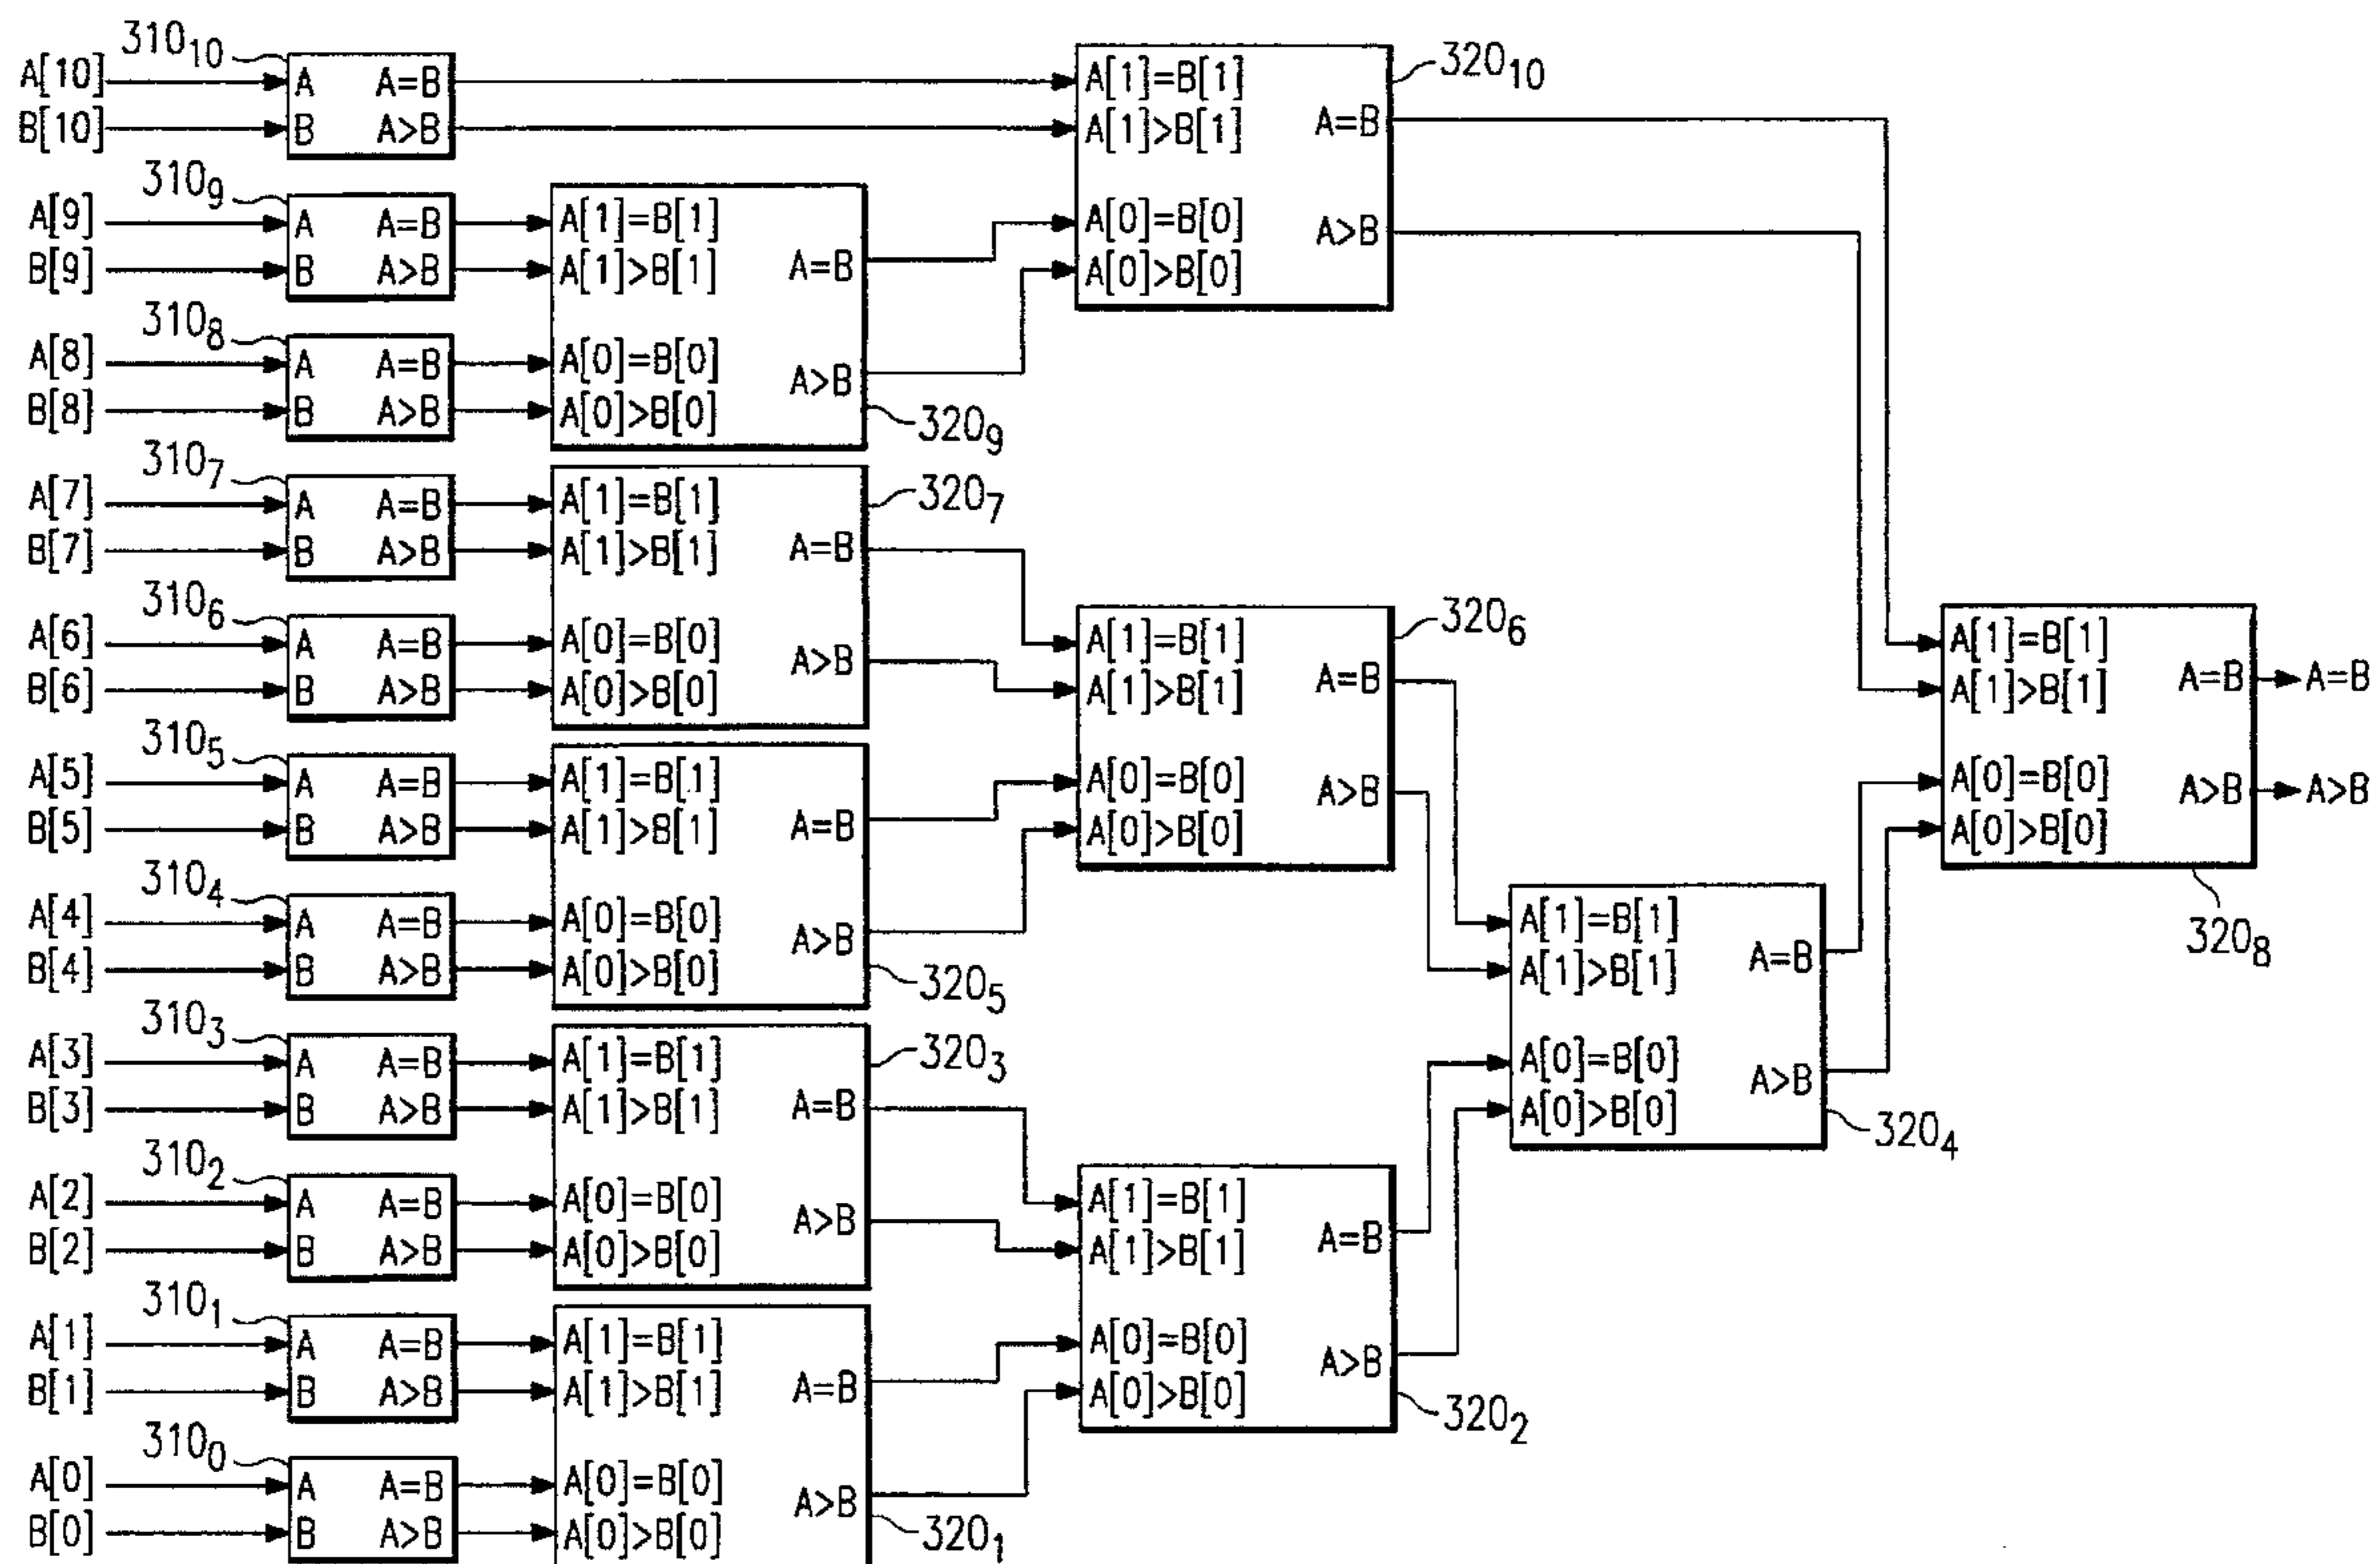 310₁₀
A[10]
B[10]
A A=B
B A>B
A[1]=B[1]
A[1]>B[1]
A[0]=B[0]
A[0]>B[0]
A=B
A>B
320₁₀
310₉
A[9]
B[9]
A A=B
B A>B
310₈
A[8]
B[8]
A A=B
B A>B
A[1]=B[1]
A[1]>B[1]
A[0]=B[0]
A[0]>B[0]
A=B
A>B
320₉
310₇
A[7]
B[7]
A A=B
B A>B
310₆
A[6]
B[6]
A A=B
B A>B
A[1]=B[1]
A[1]>B[1]
A[0]=B[0]
A[0]>B[0]
A=B
A>B
320₇
310₅
A[5]
B[5]
A A=B
B A>B
310₄
A[4]
B[4]
A A=B
B A>B
A[1]=B[1]
A[1]>B[1]
A[0]=B[0]
A[0]>B[0]
A=B
A>B
320₅
A[1]=B[1]
A[1]>B[1]
A[0]=B[0]
A[0]>B[0]
A=B
A>B
320₆
310₃
A[3]
B[3]
A A=B
B A>B
310₂
A[2]
B[2]
A A=B
B A>B
A[1]=B[1]
A[1]>B[1]
A[0]=B[0]
A[0]>B[0]
A=B
A>B
320₃
310₁
A[1]
B[1]
A A=B
B A>B
310₀
A[0]
B[0]
A A=B
B A>B
A[1]=B[1]
A[1]>B[1]
A[0]=B[0]
A[0]>B[0]
A=B
A>B
320₁
A[1]=B[1]
A[1]>B[1]
A[0]=B[0]
A[0]>B[0]
A=B
A>B
320₂
A[1]=B[1]
A[1]>B[1]
A[0]=B[0]
A[0]>B[0]
A=B
A>B
320₄
A[1]=B[1]
A[1]>B[1]
A[0]=B[0]
A[0]>B[0]
A=B
A>B
320₈
A=B
A>B